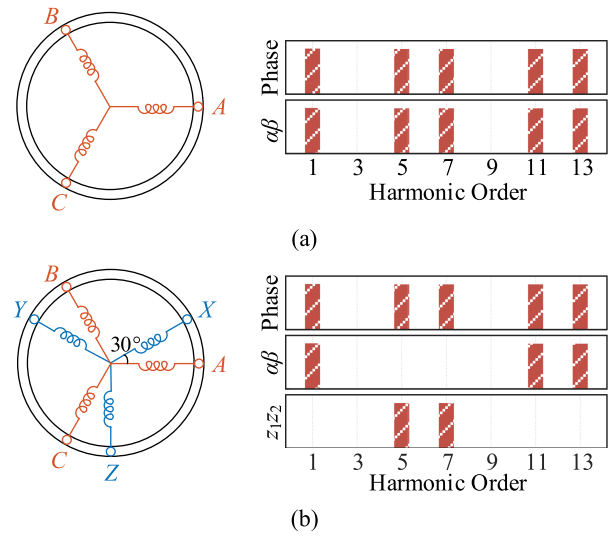 B
A
C
Phase
αβ
1 3 5 7 9 11 13
Harmonic Order
(a)
B
Y
X
30°
A
C
Z
Phase
αβ
z₁z₂
1 3 5 7 9 11 13
Harmonic Order
(b)